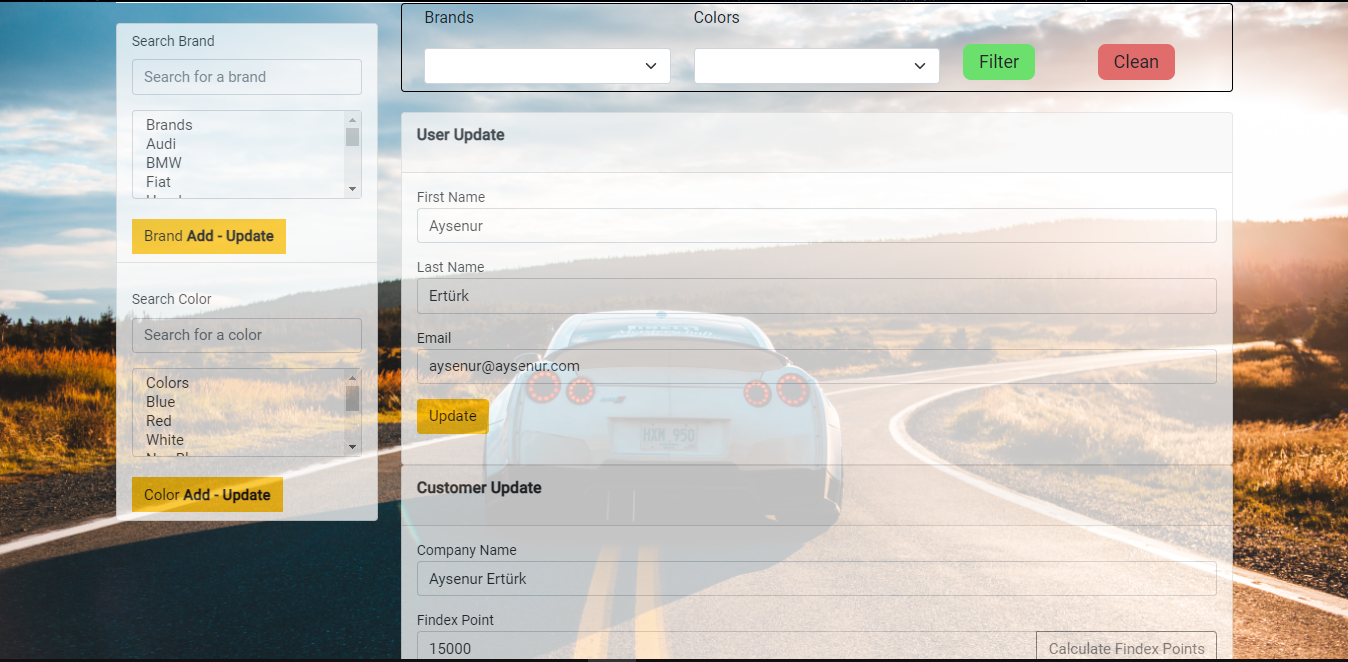 Search Brand
Search for a brand
Brands
Audi
BMW
Fiat
Brand Add - Update
Search Color
Search for a color
Colors
Blue
Red
White
Color Add - Update
Brands
Colors
Filter
Clean
User Update
First Name
Aysenur
Last Name
Ertürk
Email
aysenur@aysenur.com
Update
HXM 950
Customer Update
Company Name
Aysenur Ertürk
Findex Point
15000
Calculate Findex Points